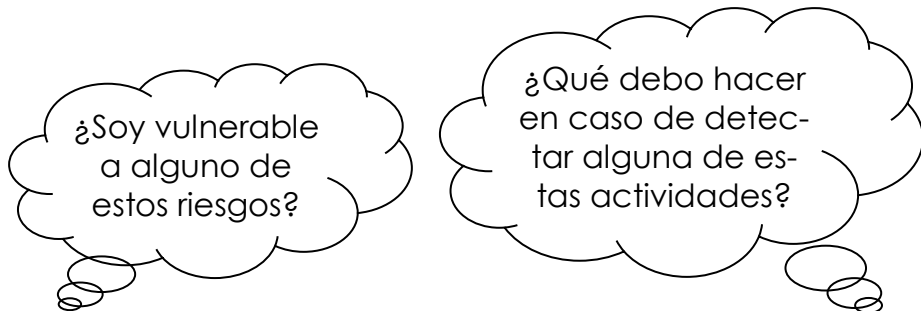 ¿Soy vulnerable
a alguno de
estos riesgos?
¿Qué debo hacer
en caso de detec-
tar alguna de es-
tas actividades?